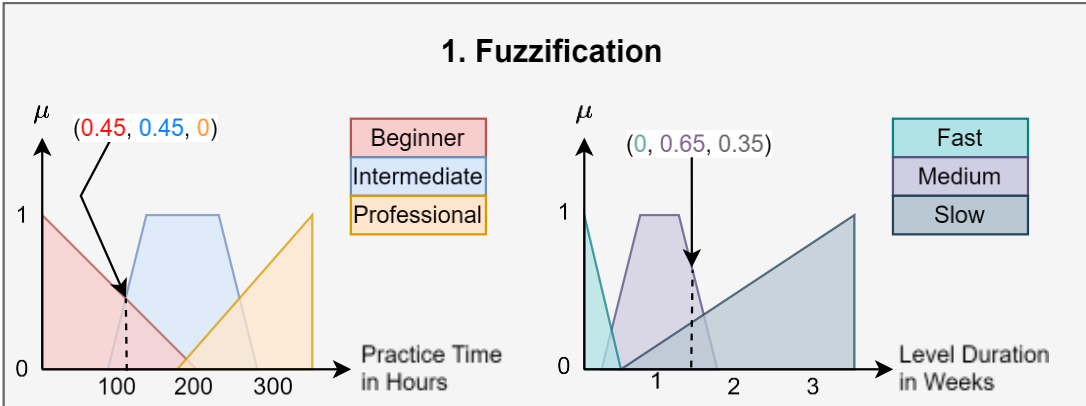 1. Fuzzification
μ
(0.45, 0.45, 0)
Beginner
Intermediate
Professional
1
0
100
200
300
Practice Time
in Hours
μ
(0, 0.65, 0.35)
Fast
Medium
Slow
1
0
1
2
3
Level Duration
in Weeks